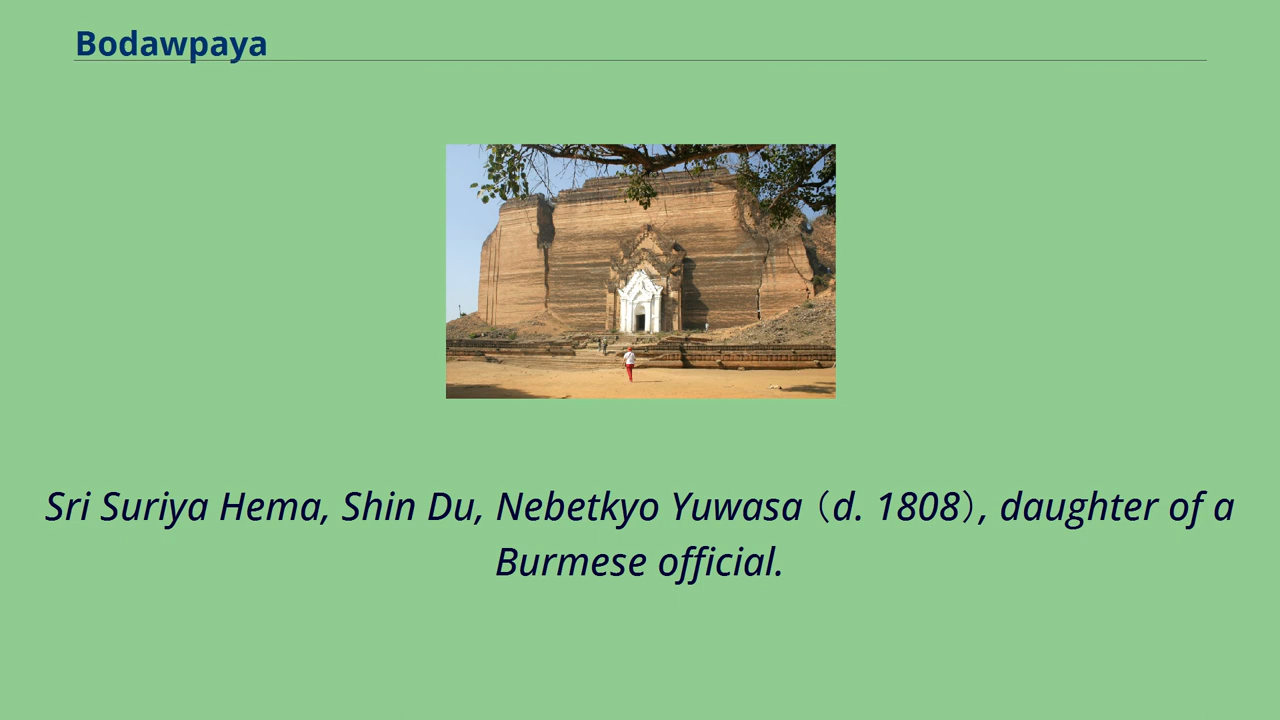 Bodawpaya
Sri Suriya Hema, Shin Du, Nebetkyo Yuwasa（d. 1808）, daughter of a
Burmese official.